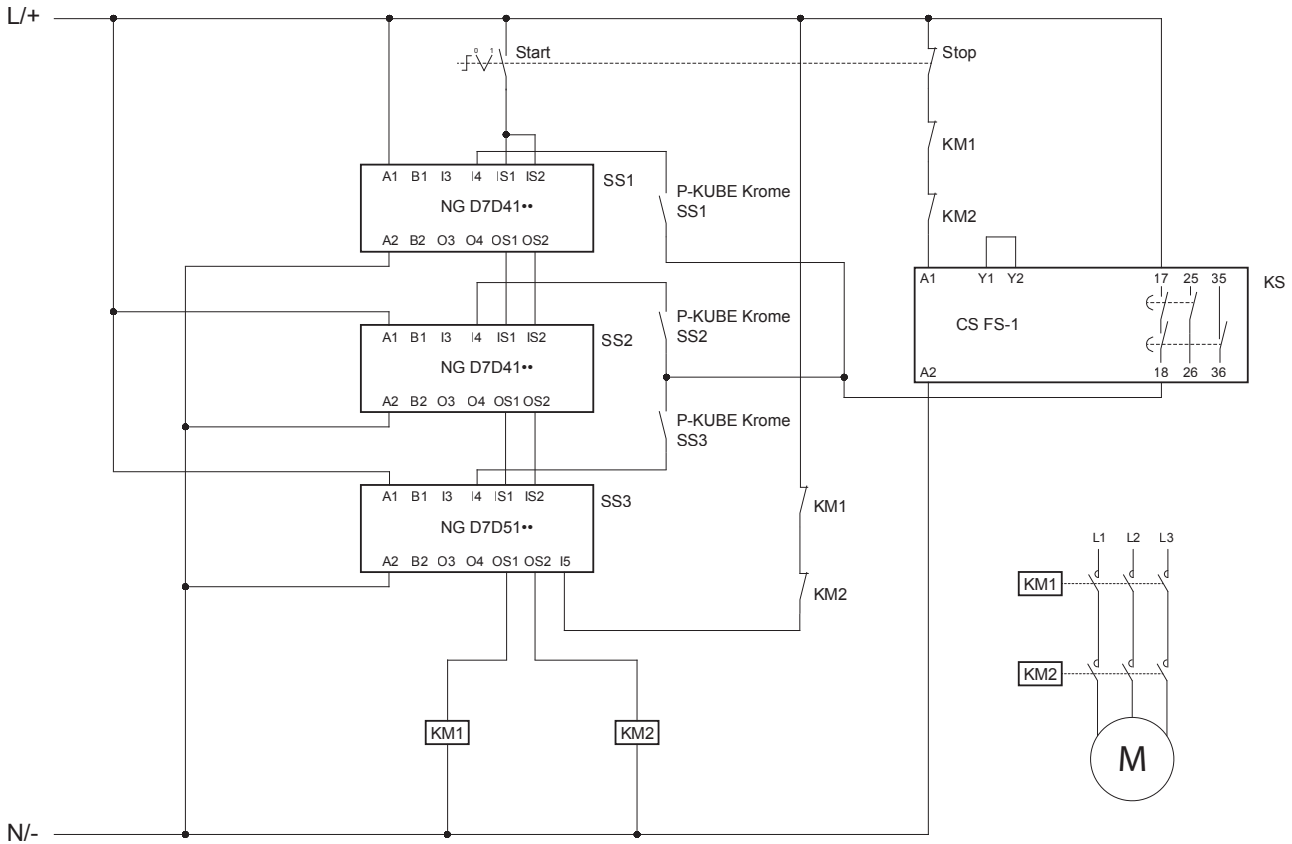 L/+
0 1
Start
Stop
KM1
A1 B1 I3 I4 IS1 IS2
SS1
P-KUBE Krome
SS1
NG D7D41••
KM2
A2 B2 O3 O4 OS1 OS2
A1 Y1 Y2 17 25 35
KS
P-KUBE Krome
SS2
CS FS-1
A1 B1 I3 I4 IS1 IS2
SS2
NG D7D41••
A2 18 26 36
A2 B2 O3 O4 OS1 OS2
P-KUBE Krome
SS3
A1 B1 I3 I4 IS1 IS2
SS3
KM1
NG D7D51••
L1 L2 L3
A2 B2 O3 O4 OS1 OS2 I5
KM1
KM2
KM2
KM1
KM2
M
N/-